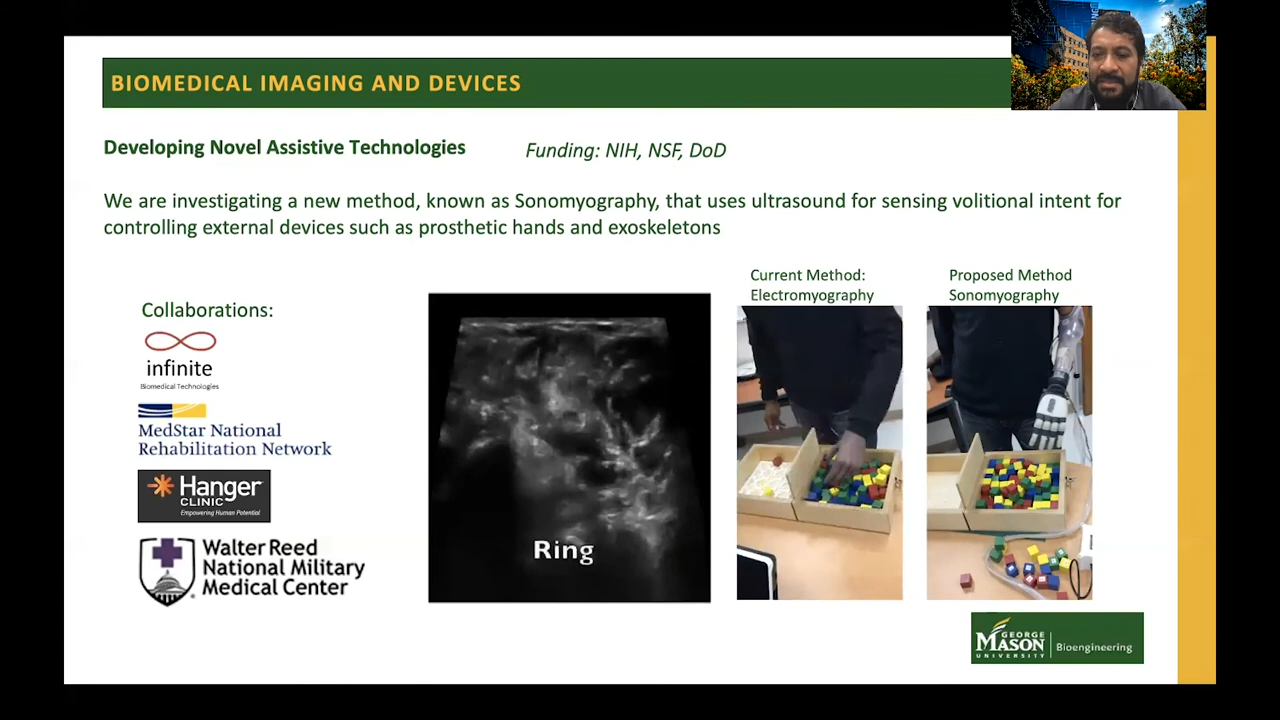 BIOMEDICAL IMAGING AND DEVICES
Developing Novel Assistive Technologies
Funding: NIH, NSF, DoD
We are investigating a new method, known as Sonomyography, that uses ultrasound for sensing volitional intent for
controlling external devices such as prosthetic hands and exoskeletons
Collaborations:
infinite
Biomedical Technologies
MedStar National
Rehabilitation Network
Hanger
CLINIC
Empowering Human Potential
Walter Reed
National Military
Medical Center
Ring
Current Method:
Electromyography
Proposed Method
Sonomyography
GEORGE
MASON
UNIVERSITY
Bioengineering